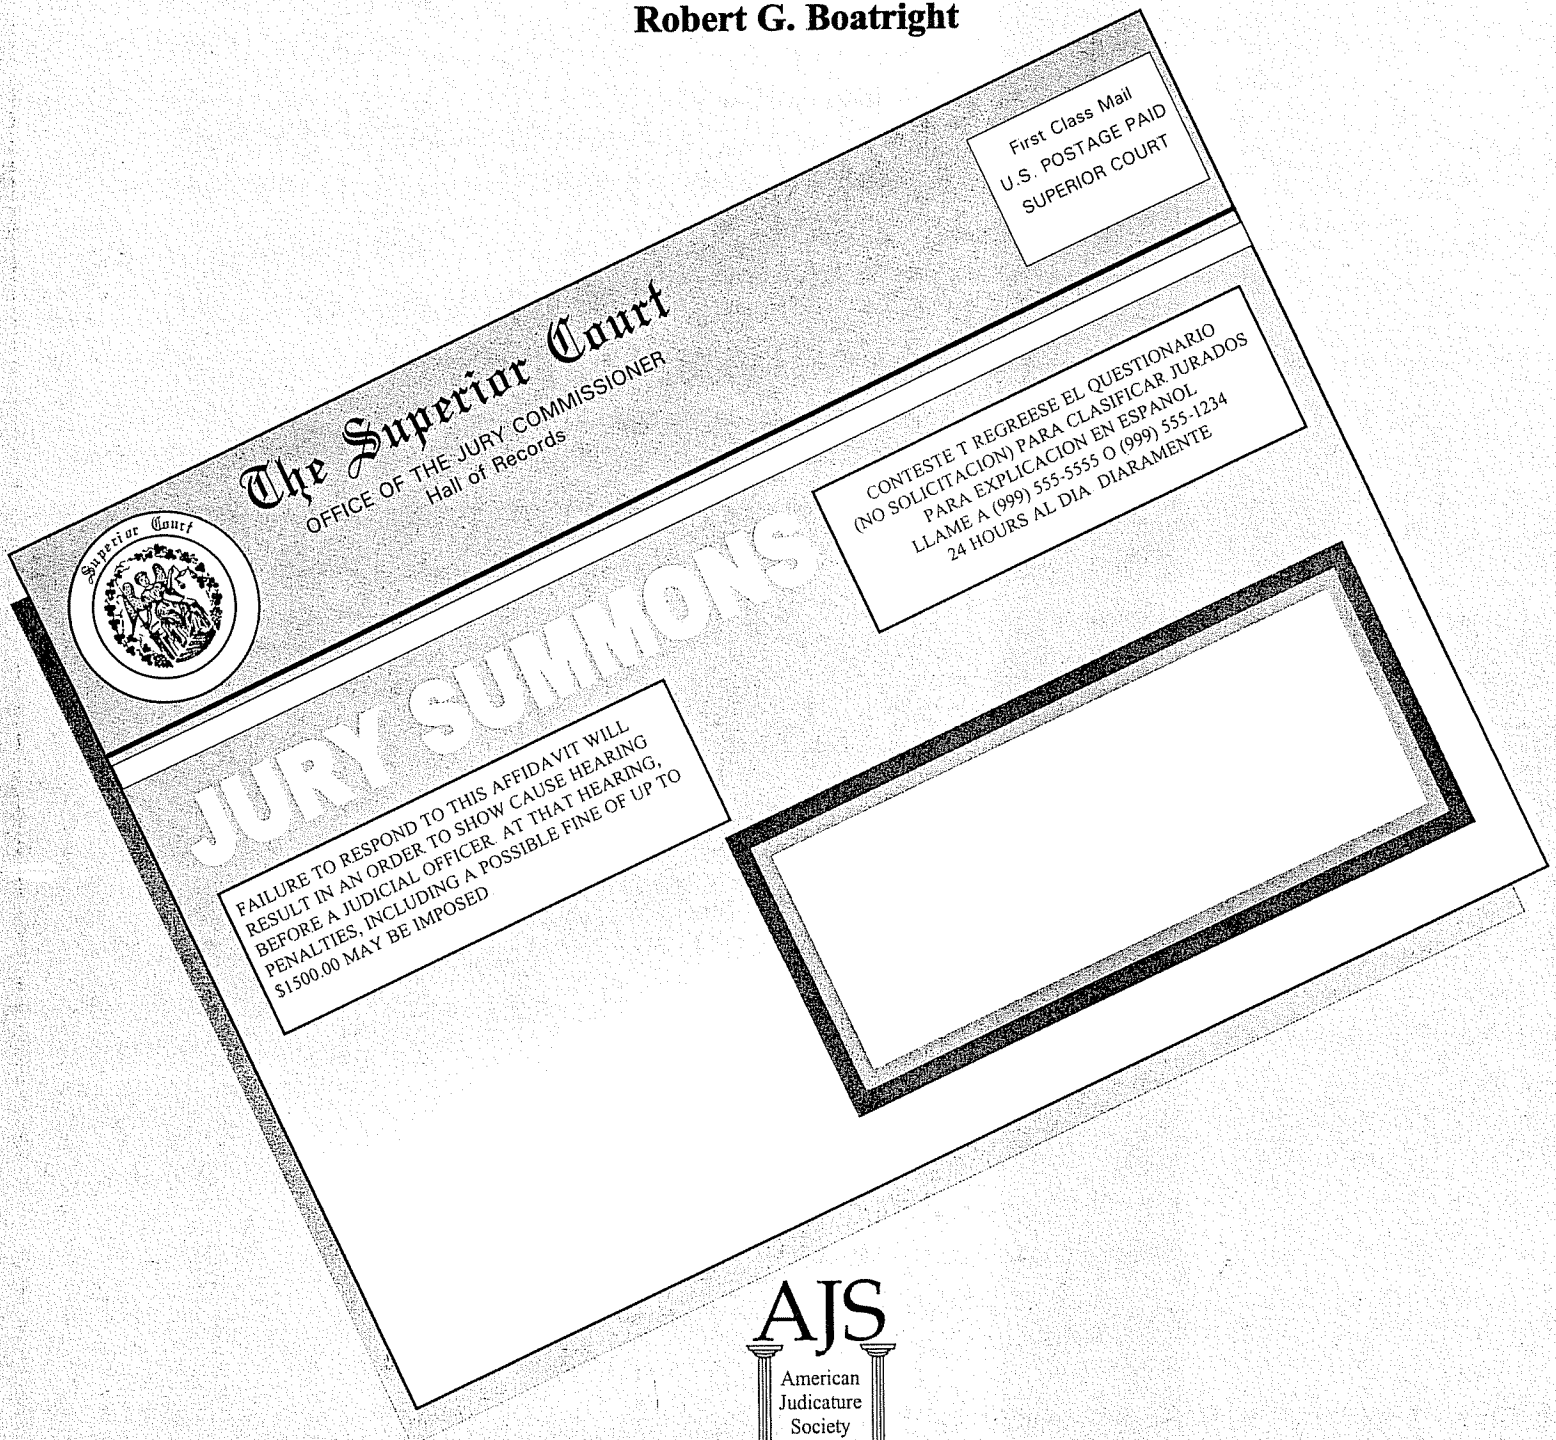 Robert G. Boatright
First Class Mail
U.S. POSTAGE PAID
SUPERIOR COURT
The Superior Court
OFFICE OF THE JURY COMMISSIONER
Hall of Records
Superior Court
CONTESTE T REGREESE EL QUESTIONARIO
(NO SOLICITACION) PARA CLASIFICAR JURADOS
PARA EXPLICACION EN ESPANOL
LLAME A (999) 555-5555 O (999) 555-1234
24 HOURS AL DIA DIARAMENTE
JURY SUMMONS
FAILURE TO RESPOND TO THIS AFFIDAVIT WILL
RESULT IN AN ORDER TO SHOW CAUSE HEARING
BEFORE A JUDICIAL OFFICER. AT THAT HEARING,
PENALTIES, INCLUDING A POSSIBLE FINE OF UP TO
$1500.00 MAY BE IMPOSED
AJS
American
Judicature
Society